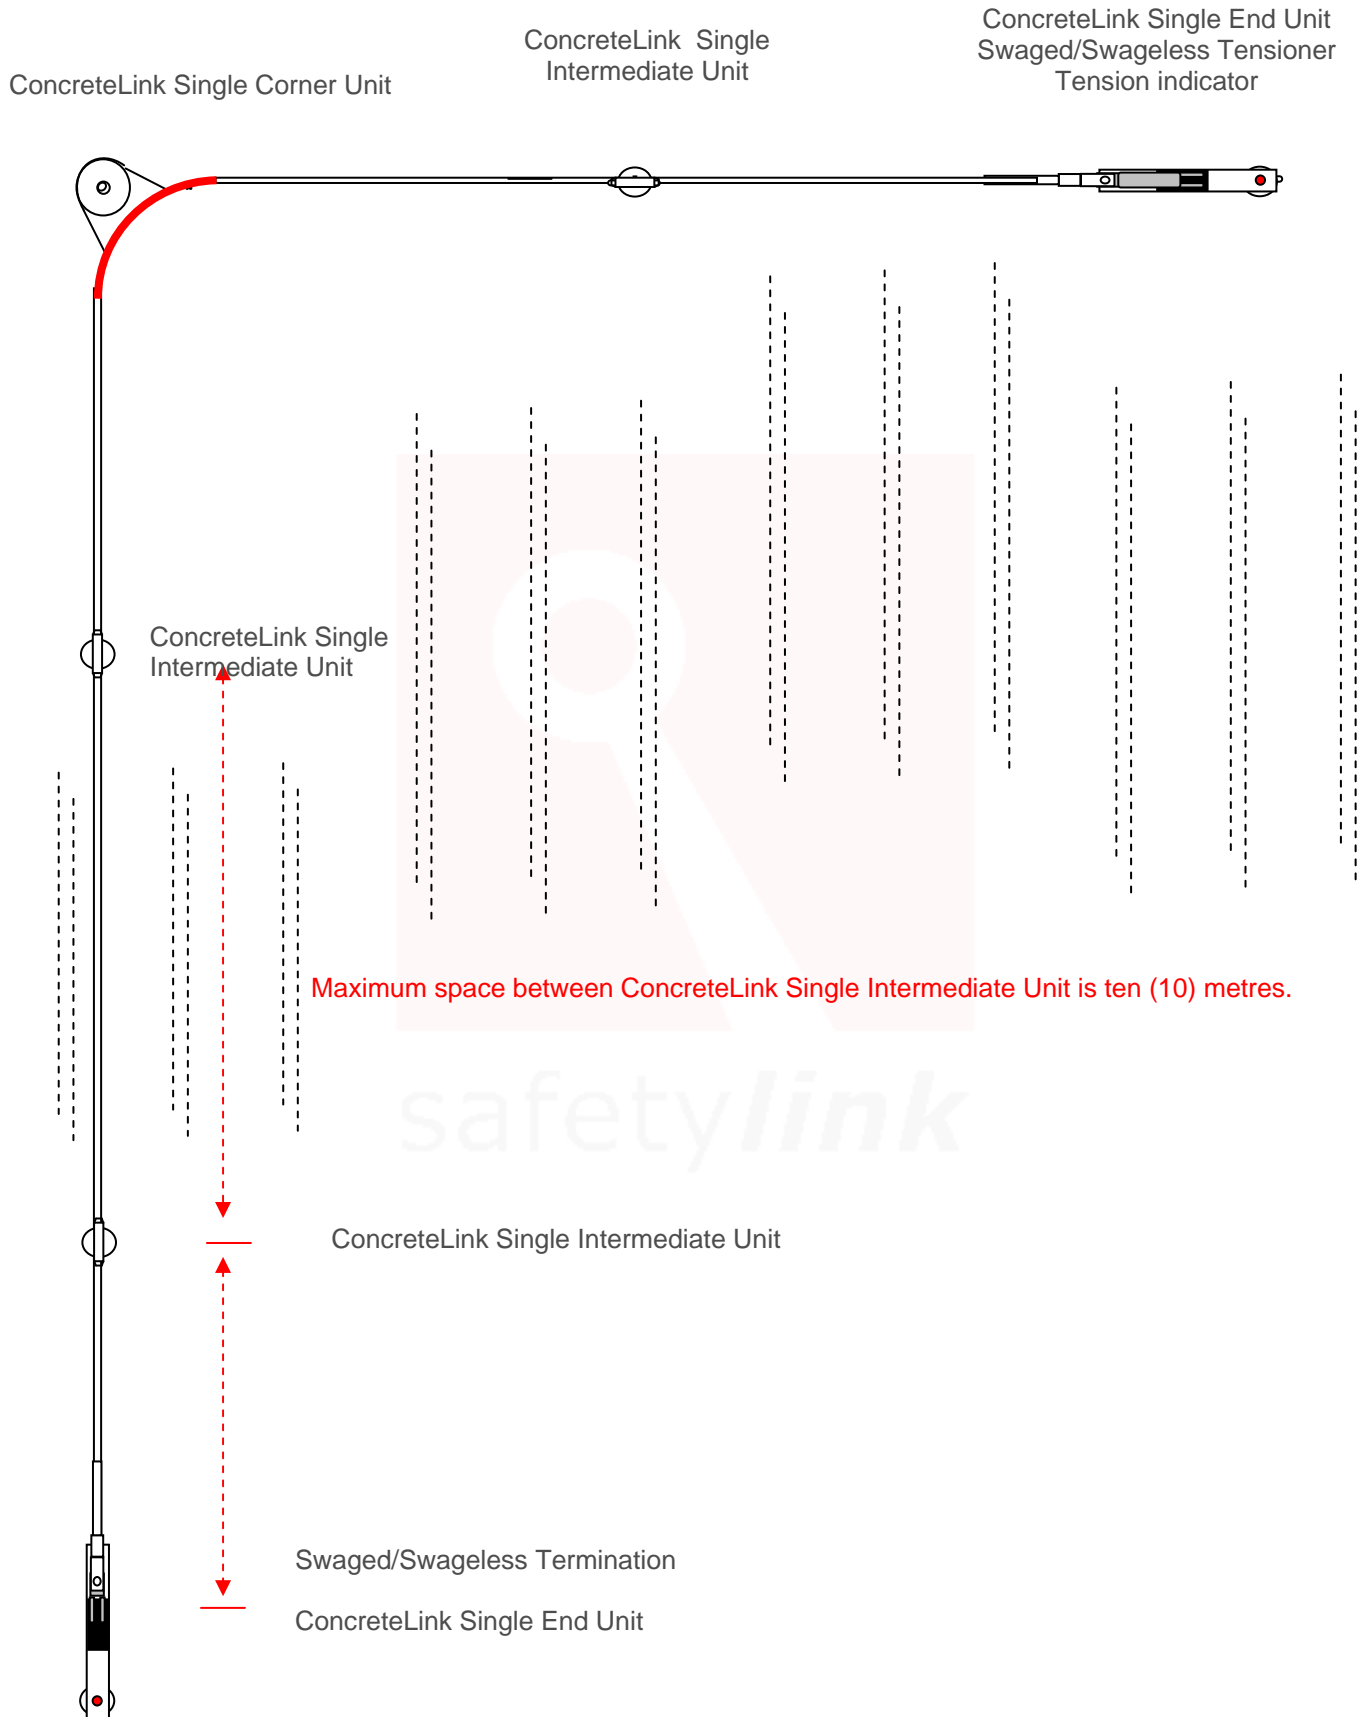 ConcreteLink Single End Unit
Swaged/Swageless Tensioner
Tension indicator
ConcreteLink  Single
Intermediate Unit
ConcreteLink Single Corner Unit
ConcreteLink Single
Intermediate Unit
Maximum space between ConcreteLink Single Intermediate Unit is ten (10) metres.
safetylink
ConcreteLink Single Intermediate Unit
Swaged/Swageless Termination
ConcreteLink Single End Unit